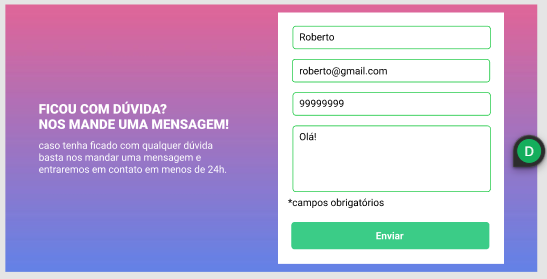 FICOU COM DÚVIDA?
NOS MANDE UMA MENSAGEM!
caso tenha ficado com qualquer dúvida
basta nos mandar uma mensagem e
entraremos em contato em menos de 24h.
Roberto
roberto@gmail.com
99999999
Olá!
*campos obrigatórios
Enviar
D